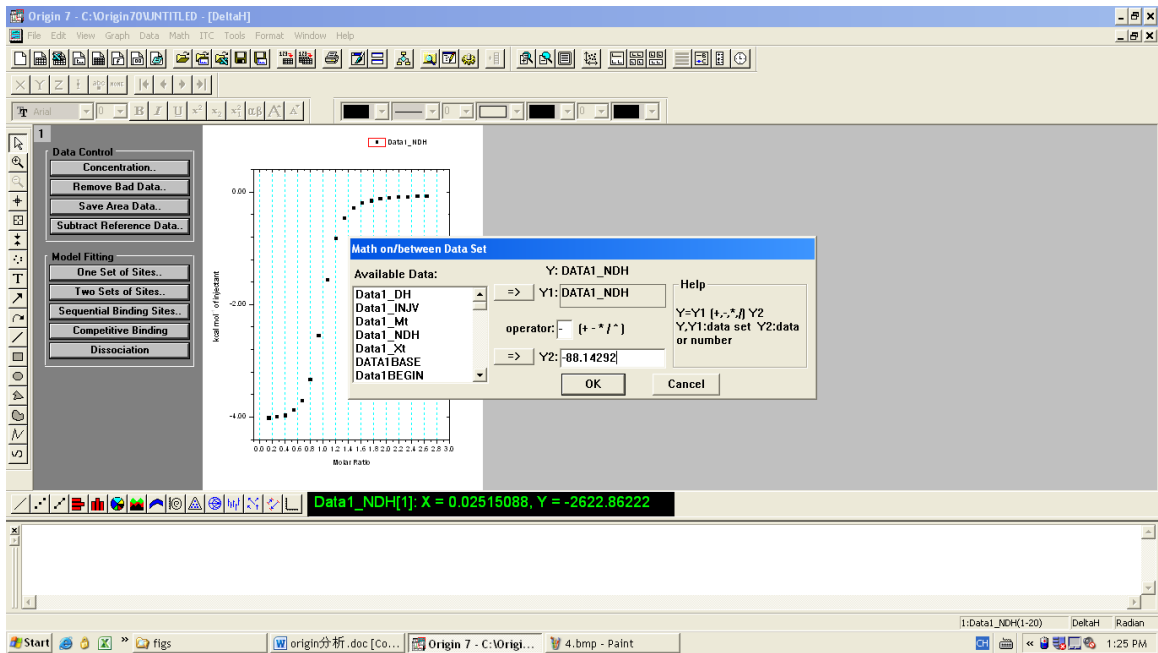 Origin 7 - C:\Origin70\UNTITLED - [DeltaH]
File Edit View Graph Data Math ITC Tools Format Window Help
X Y Z
Arial 0 B I U 0 0
1
Data Control
Concentration..
Remove Bad Data..
Save Area Data..
Subtract Reference Data..
Model Fitting
One Set of Sites..
Two Sets of Sites..
Sequential Binding Sites..
Competitive Binding
Dissociation
Data1_NDH
0.00
-2.00
-4.00
kcal mol⁻¹ of injectant
0.0 0.2 0.4 0.6 0.8 1.0 1.2 1.4 1.6 1.8 2.0 2.2 2.4 2.6 2.8 3.0
Molar Ratio
Math on/between Data Set
Available Data:
Data1_DH
Data1_INJV
Data1_Mt
Data1_NDH
Data1_Xt
DATA1BASE
Data1BEGIN
Y: DATA1_NDH
=> Y1: DATA1_NDH
operator: - (+ - * / ^)
=> Y2: -88.14292
Help
Y=Y1 (+,-,*,/) Y2
Y,Y1:data set Y2:data
or number
OK Cancel
Data1_NDH[1]: X = 0.02515088, Y = -2622.86222
1:Data1_NDH(1-20) DeltaH Radian
Start figs origin分析.doc [Co... Origin 7 - C:\Origi... 4.bmp - Paint CH 1:25 PM